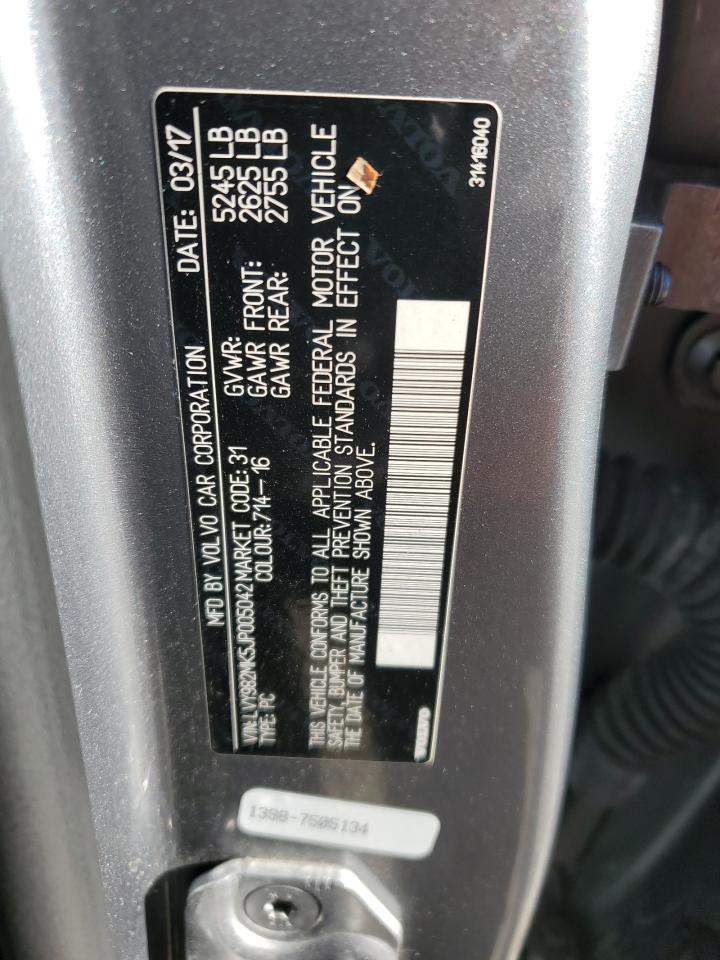 MFD BY VOLVO CAR CORPORATION DATE: 03/17
VIN: LVY982MK5JP005042 MARKET CODE: 31 GVWR: 5245 LB
TYPE: PC COLOUR: 714-16 GAWR FRONT: 2625 LB
GAWR REAR: 2755 LB
THIS VEHICLE CONFORMS TO ALL APPLICABLE FEDERAL MOTOR VEHICLE
SAFETY, BUMPER AND THEFT PREVENTION STANDARDS IN EFFECT ON
THE DATE OF MANUFACTURE SHOWN ABOVE.
VOLVO
31416040
1398-7505134